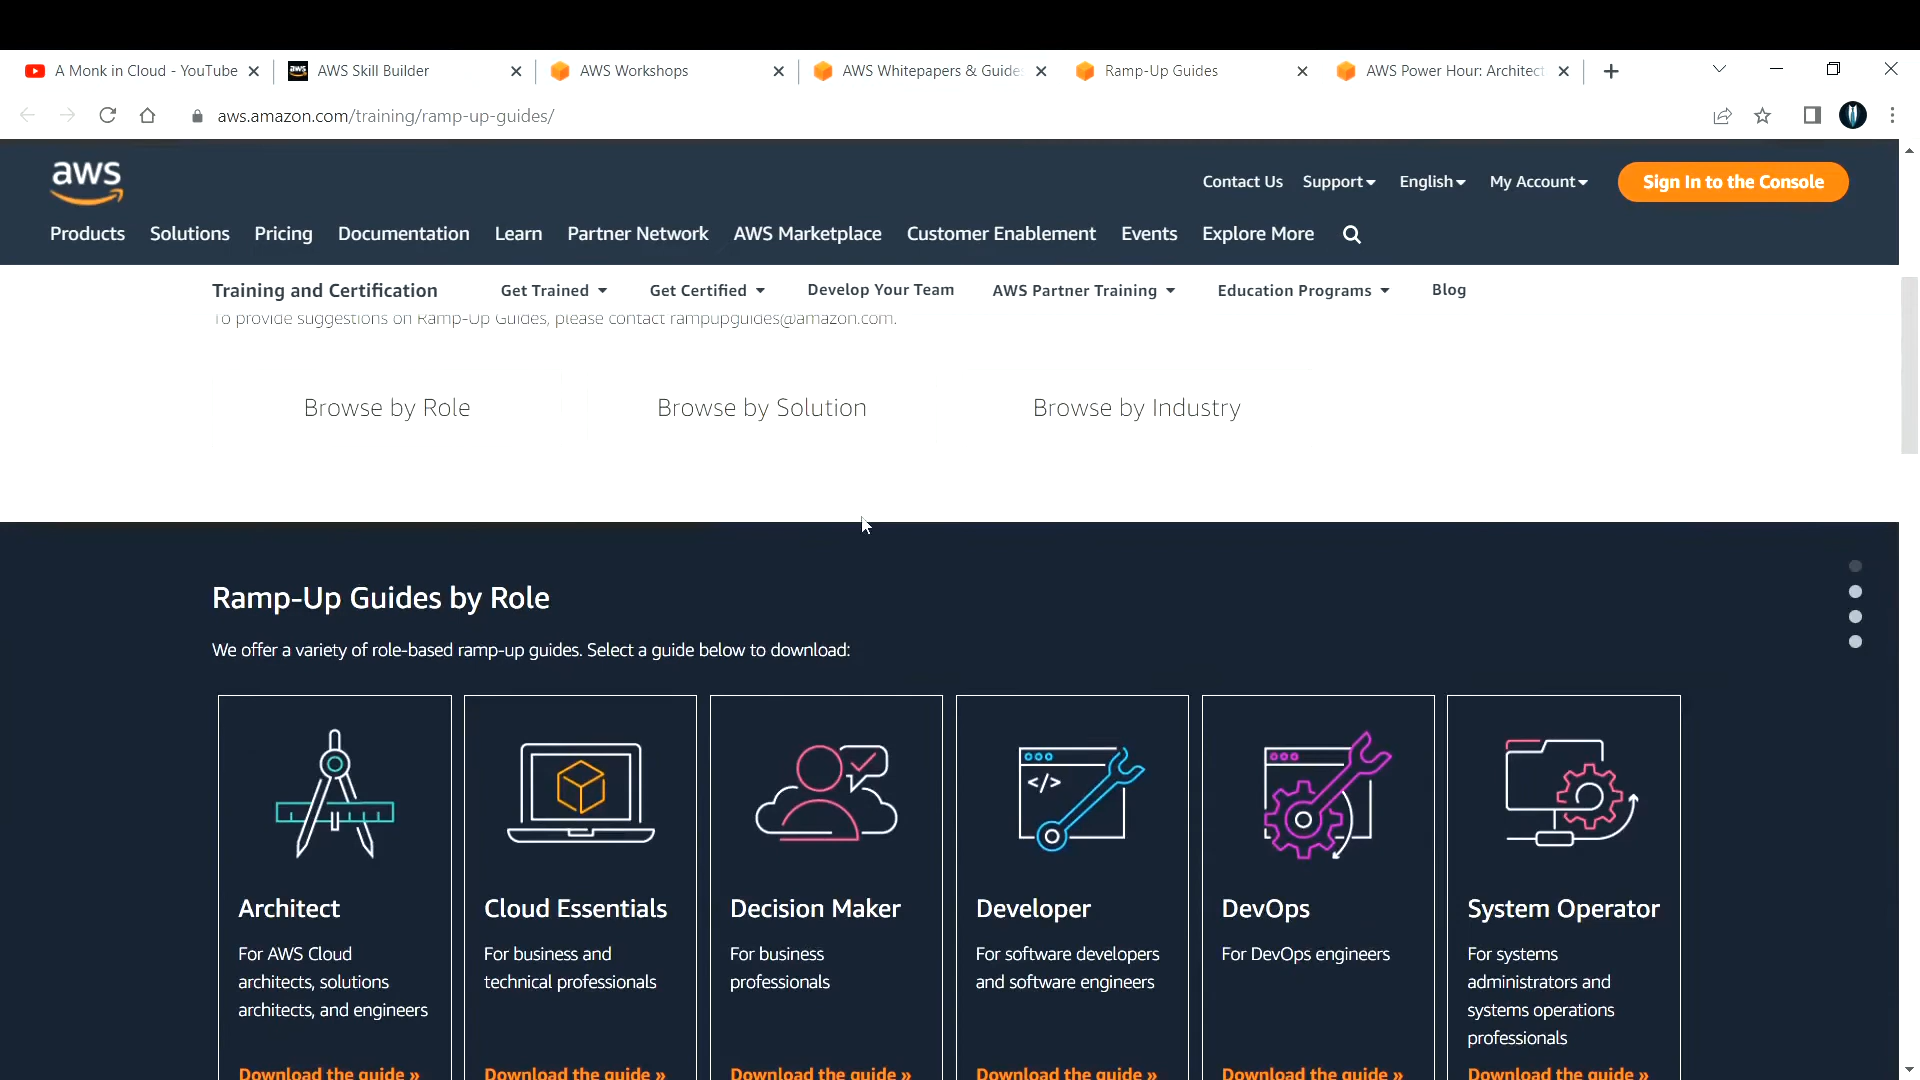 A Monk in Cloud - YouTube
AWS Skill Builder
AWS Workshops
AWS Whitepapers & Guides
Ramp-Up Guides
AWS Power Hour: Architect
aws.amazon.com/training/ramp-up-guides/
aws
Contact Us
Support
English
My Account
Sign In to the Console
Products
Solutions
Pricing
Documentation
Learn
Partner Network
AWS Marketplace
Customer Enablement
Events
Explore More
Training and Certification
Get Trained
Get Certified
Develop Your Team
AWS Partner Training
Education Programs
Blog
To provide suggestions on Ramp-Up Guides, please contact rampupguides@amazon.com.
Browse by Role
Browse by Solution
Browse by Industry
Ramp-Up Guides by Role
We offer a variety of role-based ramp-up guides. Select a guide below to download:
</>
Architect
For AWS Cloud
architects, solutions
architects, and engineers
Download the guide »
Cloud Essentials
For business and
technical professionals
Download the guide »
Decision Maker
For business
professionals
Download the guide »
Developer
For software developers
and software engineers
Download the guide »
DevOps
For DevOps engineers
Download the guide »
System Operator
For systems
administrators and
systems operations
professionals
Download the guide »